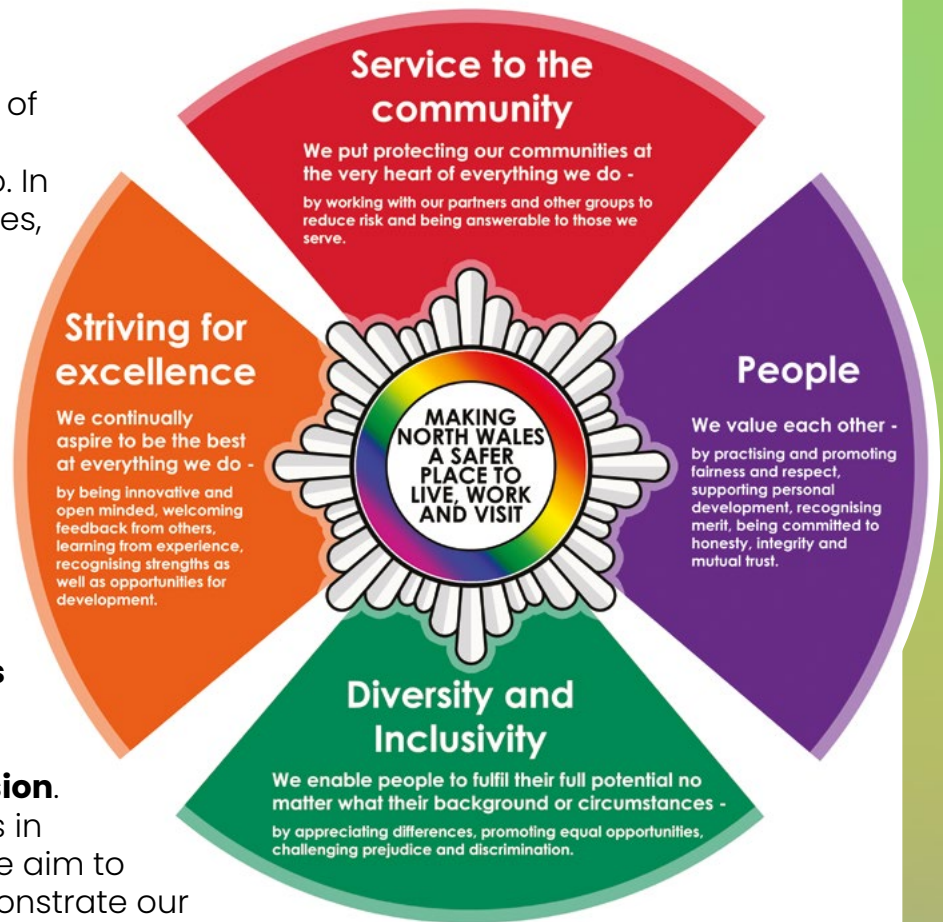 of
o. In
es,
s
sion.
s in
e aim to
onstrate our
Service to the
community
We put protecting our communities at
the very heart of everything we do -
by working with our partners and other groups to
reduce risk and being answerable to those we
serve.
Striving for
excellence
We continually
aspire to be the best
at everything we do -
by being innovative and
open minded, welcoming
feedback from others,
learning from experience,
recognising strengths as
well as opportunities for
development.
MAKING
NORTH WALES
A SAFER
PLACE TO
LIVE, WORK
AND VISIT
People
We value each other -
by practising and promoting
fairness and respect,
supporting personal
development, recognising
merit, being committed to
honesty, integrity and
mutual trust.
Diversity and
Inclusivity
We enable people to fulfil their full potential no
matter what their background or circumstances -
by appreciating differences, promoting equal opportunities,
challenging prejudice and discrimination.